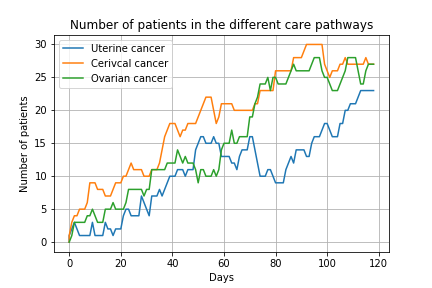 Number of patients in the different care pathways
Uterine cancer
Cerivcal cancer
Ovarian cancer
Number of patients
30
25
20
15
10
5
0
0 20 40 60 80 100 120
Days